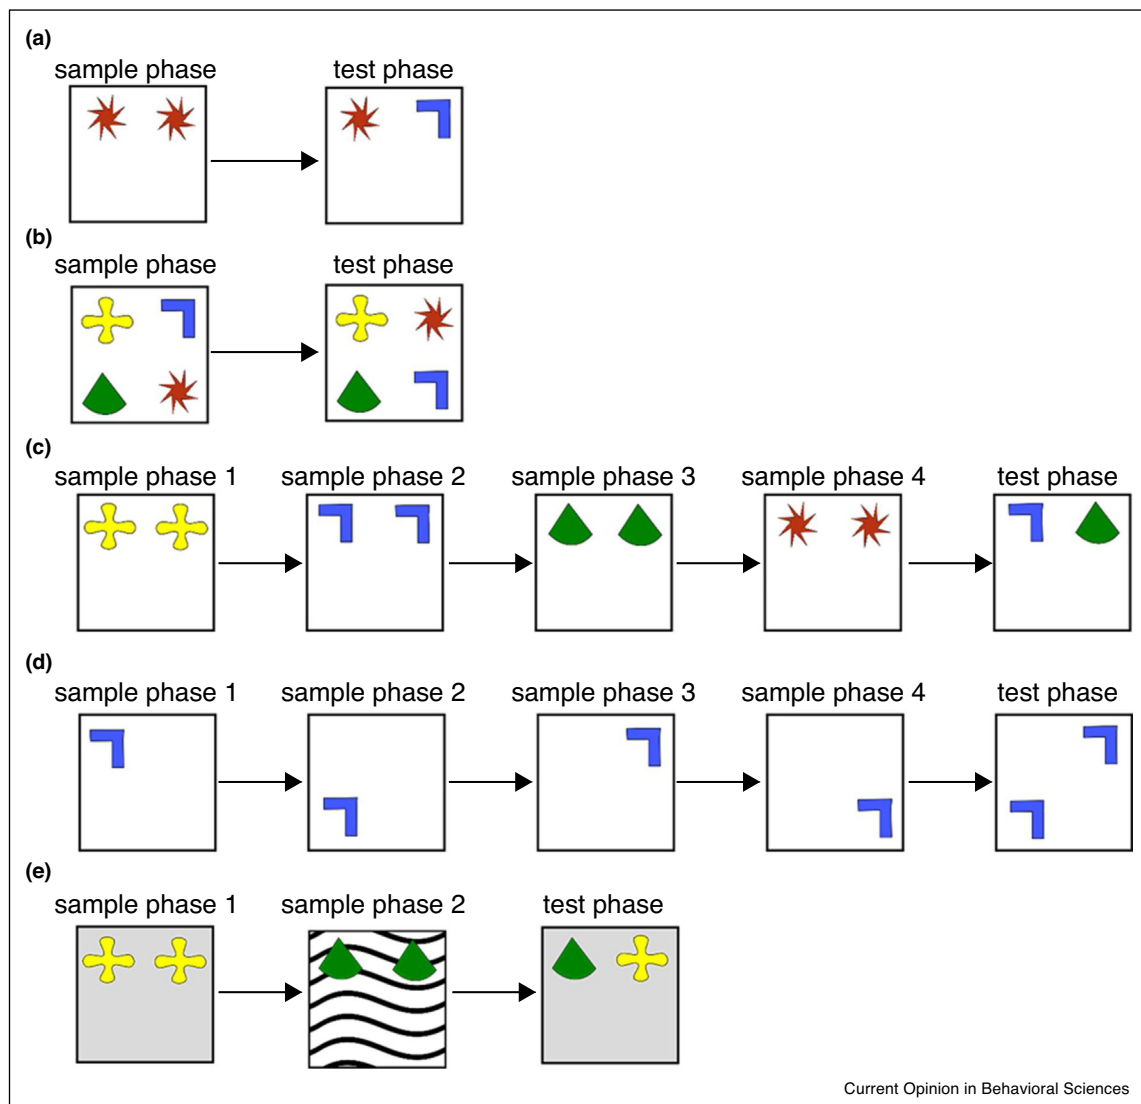 (a)
sample phase test phase
(b)
sample phase test phase
(c)
sample phase 1 sample phase 2 sample phase 3 sample phase 4 test phase
(d)
sample phase 1 sample phase 2 sample phase 3 sample phase 4 test phase
(e)
sample phase 1 sample phase 2 test phase
Current Opinion in Behavioral Sciences